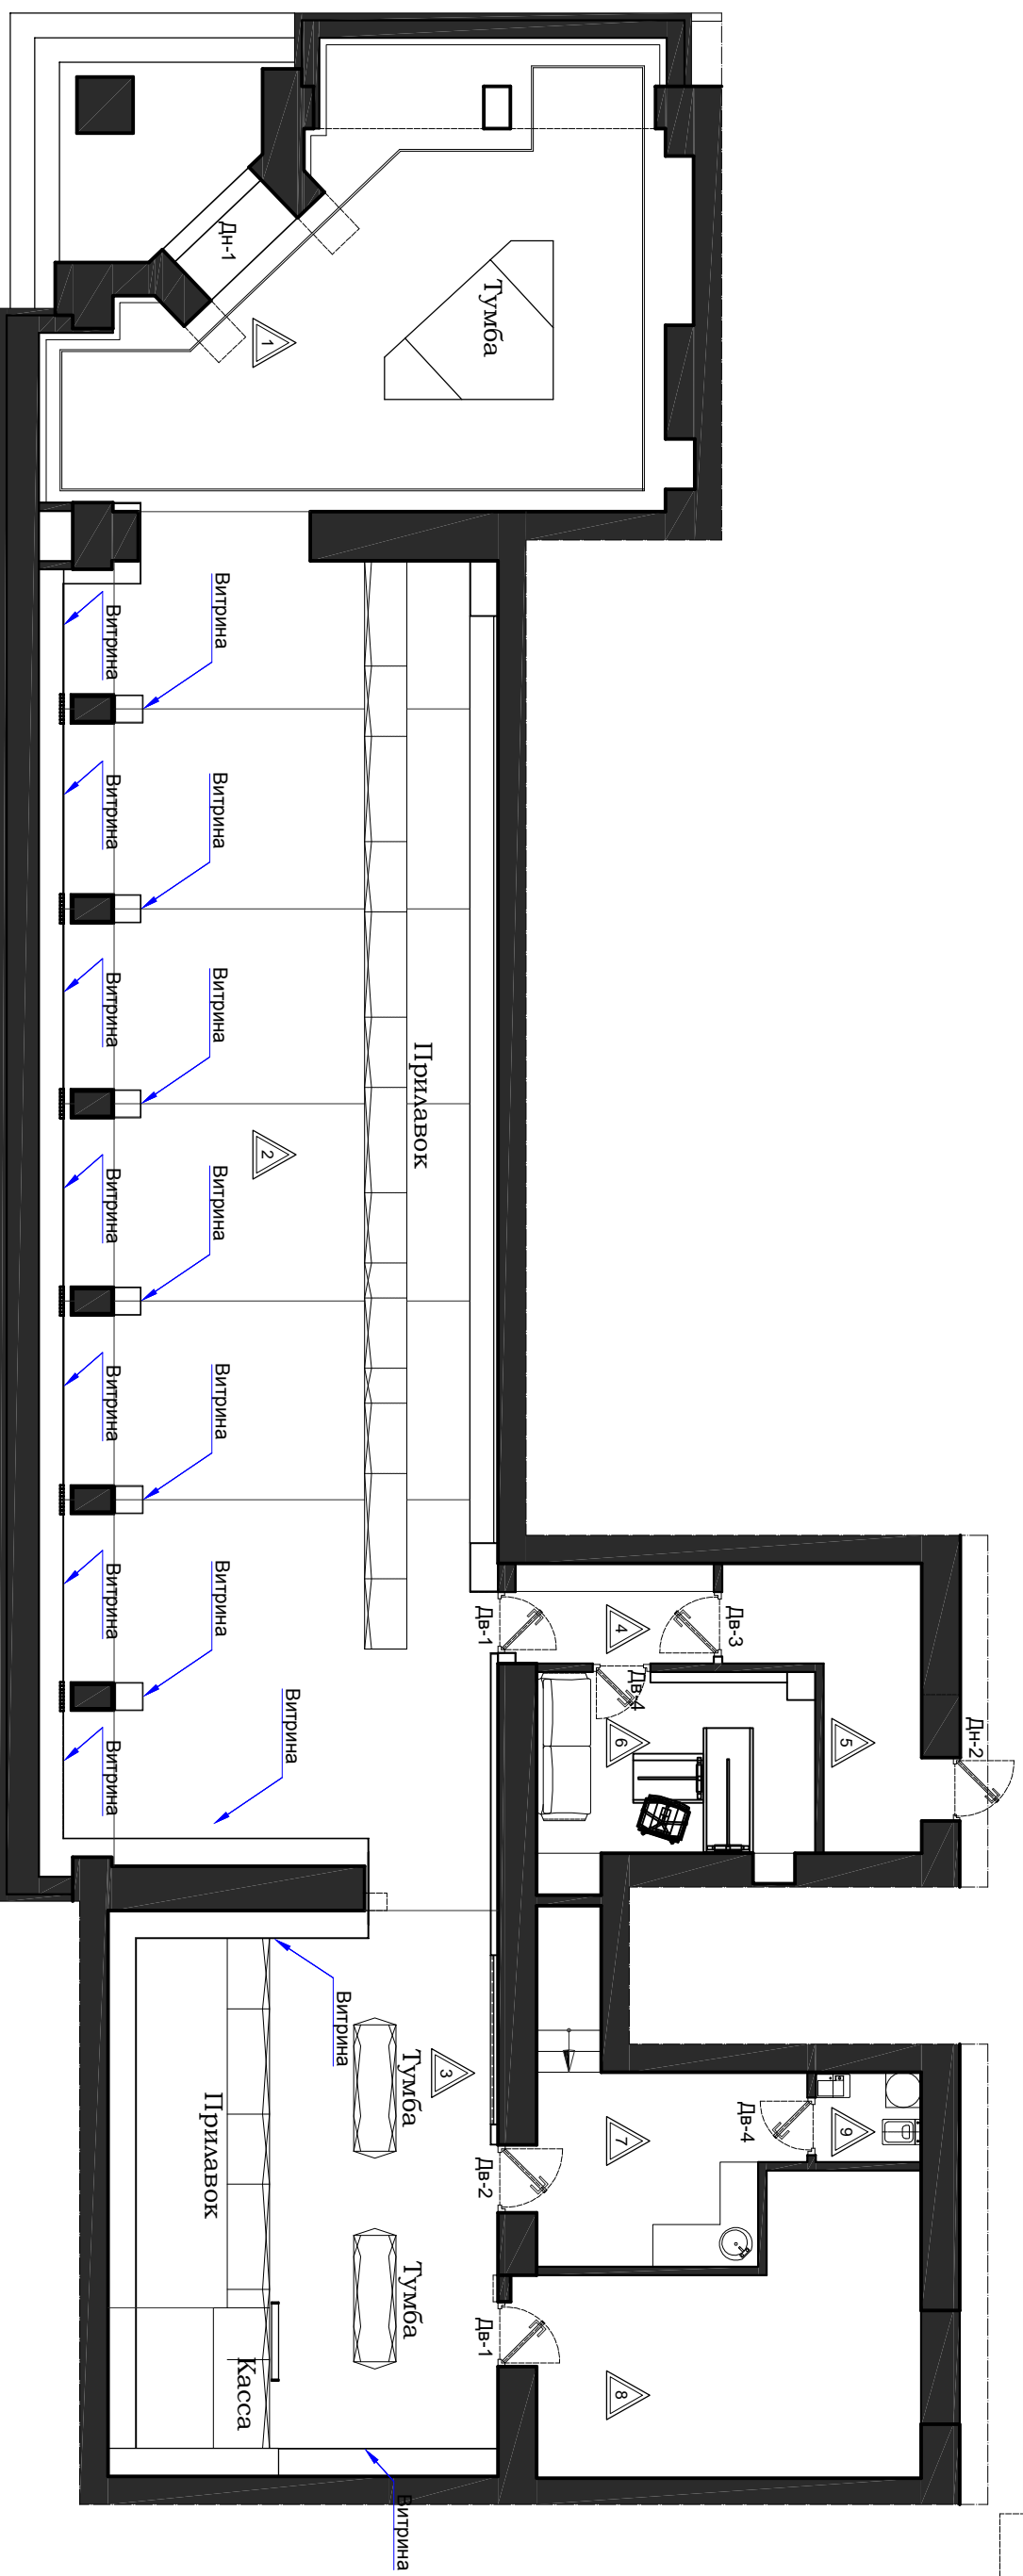 Дн-2
5
9
Дв-4
Дв-3
Дв-4
4
6
7
8
Тумба
Дв-1
Дв-2
Дв-1
3
Прилавок
Тумба
Тумба
Витрина
Витрина
Витрина
1
2
Касса
Дн-1
Витрина
Витрина
Витрина
Витрина
Витрина
Витрина
Прилавок
Витрина
Витрина
Витрина
Витрина
Витрина
Витрина
Витрина